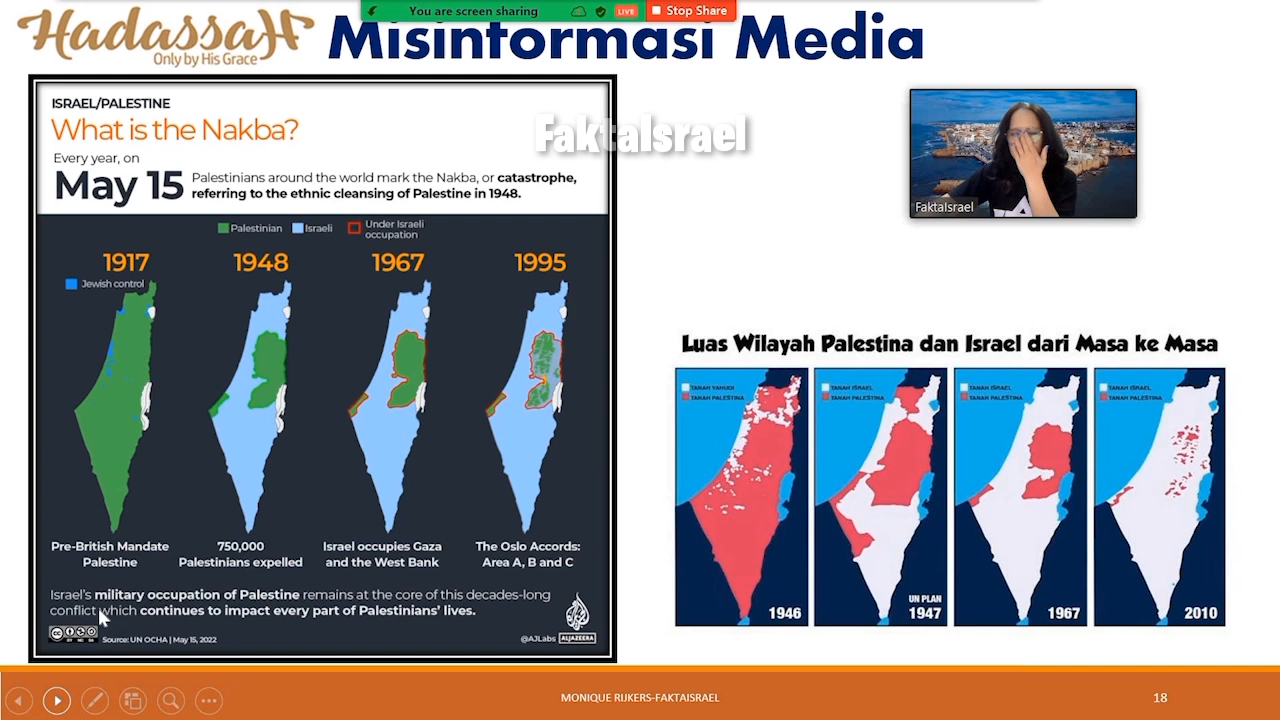 You are screen sharing
LIVE
Stop Share
HadassaH
Only by His Grace
Misinformasi Media
ISRAEL/PALESTINE
What is the Nakba?
Every year, on
May 15
Palestinians around the world mark the Nakba, or catastrophe,
referring to the ethnic cleansing of Palestine in 1948.
FaktaIsrael
FaktaIsrael
Palestinian
Israeli
Under Israeli
occupation
1917
1948
1967
1995
Jewish control
Pre-British Mandate
Palestine
750,000
Palestinians expelled
Israel occupies Gaza
and the West Bank
The Oslo Accords:
Area A, B and C
Israel's military occupation of Palestine remains at the core of this decades-long
conflict which continues to impact every part of Palestinians' lives.
Source: UN OCHA | May 15, 2022
@AJLabs
ALJAZEERA
Luas Wilayah Palestina dan Israel dari Masa ke Masa
TANAH YAHUDI
TANAH PALESTINA
1946
TANAH ISRAEL
TANAH PALESTINA
UN PLAN
1947
TANAH ISRAEL
TANAH PALESTINA
1967
TANAH ISRAEL
TANAH PALESTINA
2010
MONIQUE RIJKERS-FAKTAISRAEL
18